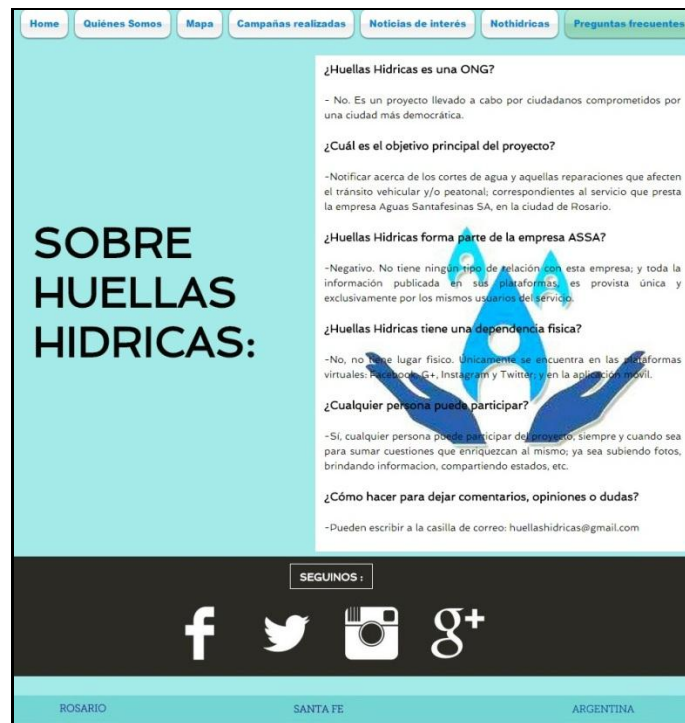 Home
Quiénes Somos
Mapa
Campañas realizadas
Noticias de interés
Nothidricas
Preguntas frecuentes
SOBRE
HUELLAS
HIDRICAS:
¿Huellas Hidricas es una ONG?
- No. Es un proyecto llevado a cabo por ciudadanos comprometidos por
una ciudad más democrática.
¿Cuál es el objetivo principal del proyecto?
-Notificar acerca de los cortes de agua y aquellas reparaciones que afecten
el tránsito vehicular y/o peatonal; correspondientes al servicio que presta
la empresa Aguas Santafesinas SA, en la ciudad de Rosario.
¿Huellas Hidricas forma parte de la empresa ASSA?
-Negativo. No tiene ningún tipo de relación con esta empresa; y toda la
información publicada en sus plataformas, es provista única y
exclusivamente por los mismos usuarios del servicio.
¿Huellas Hidricas tiene una dependencia fisica?
-No, no tiene lugar fisico. Únicamente se encuentra en las plataformas
virtuales: Facebook, G+, Instagram y Twitter; y en la aplicación móvil.
¿Cualquier persona puede participar?
-Sí, cualquier persona puede participar del proyecto, siempre y cuando sea
para sumar cuestiones que enriquezcan al mismo; ya sea subiendo fotos,
brindando informacion, compartiendo estados, etc.
¿Cómo hacer para dejar comentarios, opiniones o dudas?
-Pueden escribir a la casilla de correo: huellashidricas@gmail.com
SEGUINOS :
f
g+
ROSARIO
SANTA FE
ARGENTINA